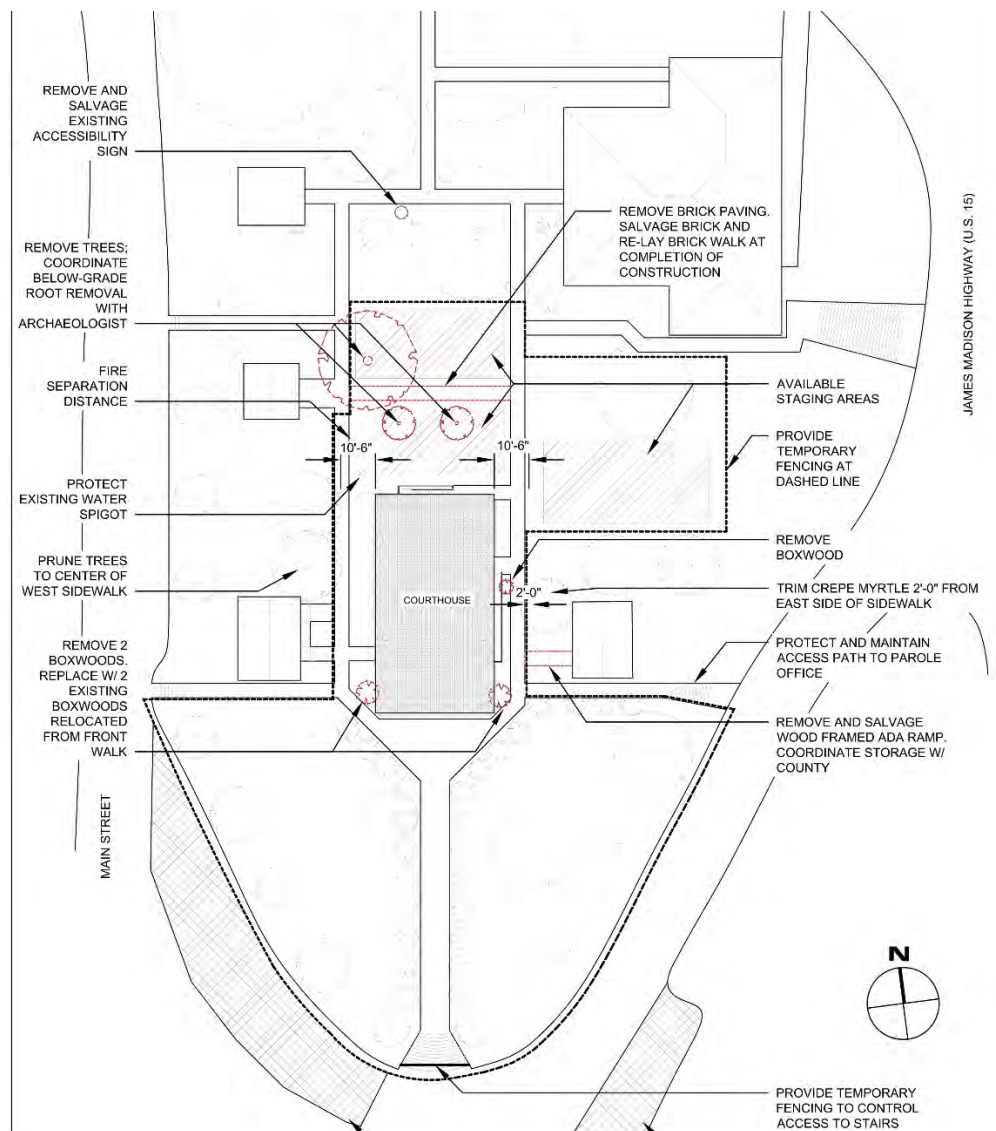 REMOVE AND
SALVAGE
EXISTING
ACCESSIBILITY
SIGN
REMOVE TREES;
COORDINATE
BELOW-GRADE
ROOT REMOVAL
WITH
ARCHAEOLOGIST
FIRE
SEPARATION
DISTANCE
PROTECT
EXISTING WATER
SPIGOT
PRUNE TREES
TO CENTER OF
WEST SIDEWALK
REMOVE 2
BOXWOODS.
REPLACE W/ 2
EXISTING
BOXWOODS
RELOCATED
FROM FRONT
WALK
MAIN STREET
10'-6"
10'-6"
COURTHOUSE
2'-0"
REMOVE BRICK PAVING.
SALVAGE BRICK AND
RE-LAY BRICK WALK AT
COMPLETION OF
CONSTRUCTION
JAMES MADISON HIGHWAY (U.S. 15)
AVAILABLE
STAGING AREAS
PROVIDE
TEMPORARY
FENCING AT
DASHED LINE
REMOVE
BOXWOOD
TRIM CREPE MYRTLE 2'-0" FROM
EAST SIDE OF SIDEWALK
PROTECT AND MAINTAIN
ACCESS PATH TO PAROLE
OFFICE
REMOVE AND SALVAGE
WOOD FRAMED ADA RAMP.
COORDINATE STORAGE W/
COUNTY
N
PROVIDE TEMPORARY
FENCING TO CONTROL
ACCESS TO STAIRS